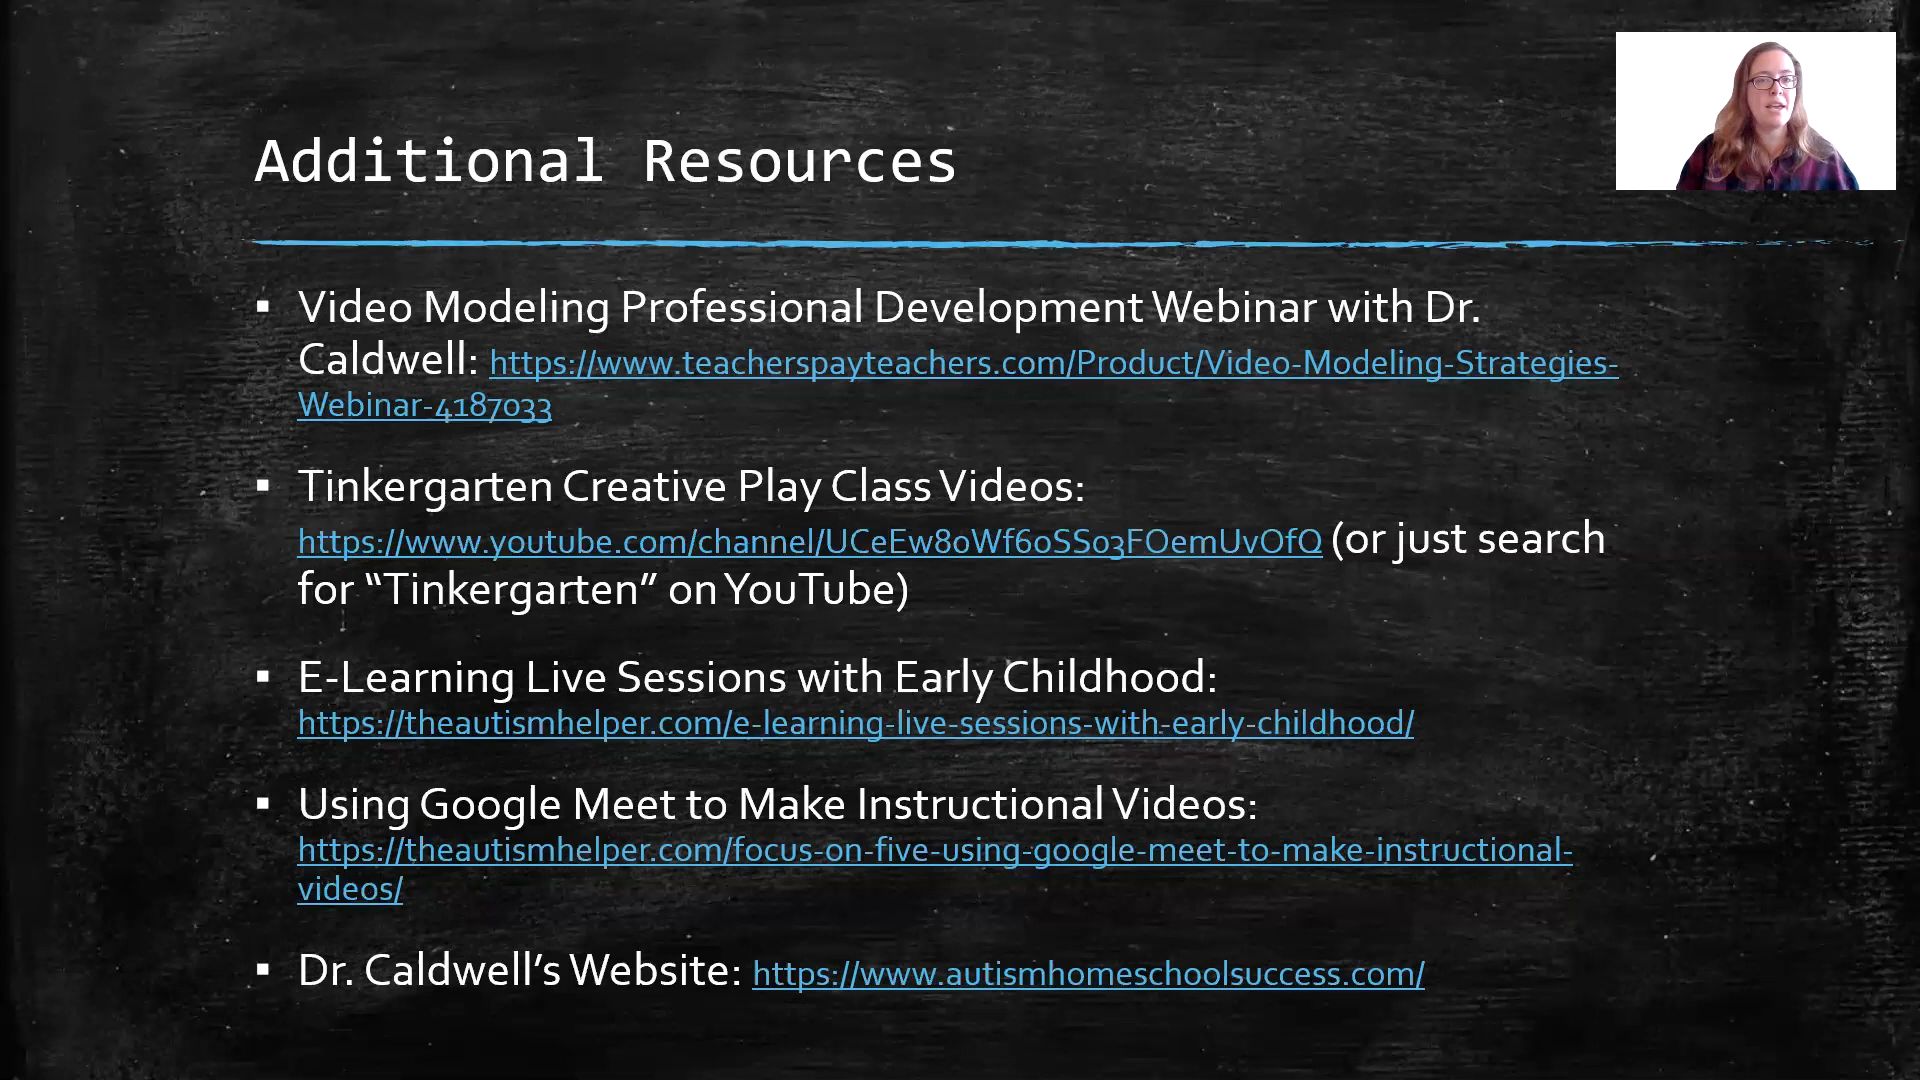 Additional Resources
▪ Video Modeling Professional Development Webinar with Dr.
Caldwell: https://www.teacherspayteachers.com/Product/Video-Modeling-Strategies-
Webinar-4187033
▪ Tinkergarten Creative Play Class Videos:
https://www.youtube.com/channel/UCeEw80Wf60SS03FOemUvOfQ (or just search
for “Tinkergarten” on YouTube)
▪ E-Learning Live Sessions with Early Childhood:
https://theautismhelper.com/e-learning-live-sessions-with-early-childhood/
▪ Using Google Meet to Make Instructional Videos:
https://theautismhelper.com/focus-on-five-using-google-meet-to-make-instructional-
videos/
▪ Dr. Caldwell’s Website: https://www.autismhomeschoolsuccess.com/